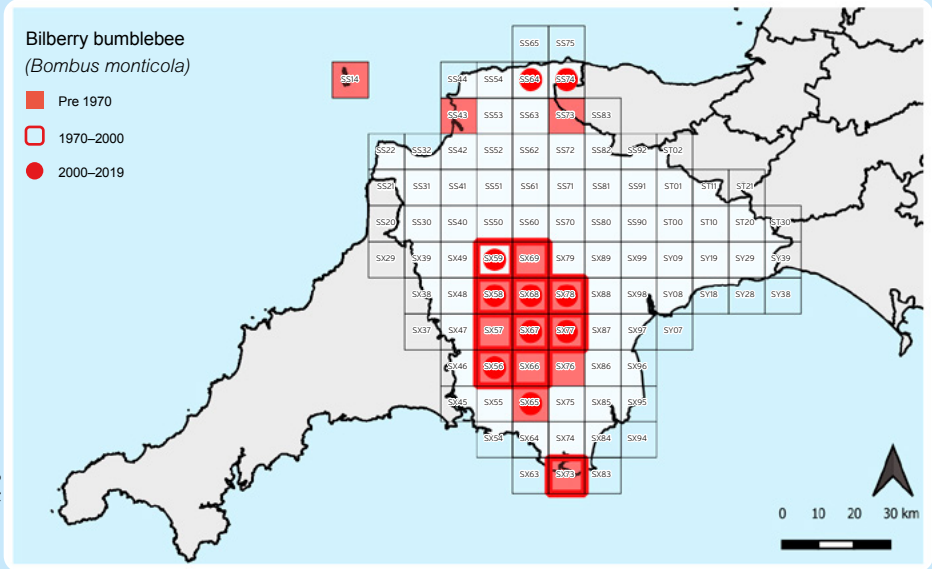 Bilberry bumblebee
(Bombus monticola)
Pre 1970
1970–2000
2000–2019
SS65 SS75
SS14 SS44 SS54 SS64 SS74
SS43 SS53 SS63 SS73 SS83
SS22 SS32 SS42 SS52 SS62 SS72 SS82 SS92 ST02
SS21 SS31 SS41 SS51 SS61 SS71 SS81 SS91 ST01 ST11 ST21
SS20 SS30 SS40 SS50 SS60 SS70 SS80 SS90 ST00 ST10 ST20 ST30
SX29 SX39 SX49 SX59 SX69 SX79 SX89 SX99 SY09 SY19 SY29 SY39
SX38 SX48 SX58 SX68 SX78 SX88 SX98 SY08 SY18 SY28 SY38
SX37 SX47 SX57 SX67 SX77 SX87 SX97 SY07
SX46 SX56 SX66 SX76 SX86 SX96
SX45 SX55 SX65 SX75 SX85 SX95
SX54 SX64 SX74 SX84 SX94
SX63 SX73 SX83
0 10 20 30 km